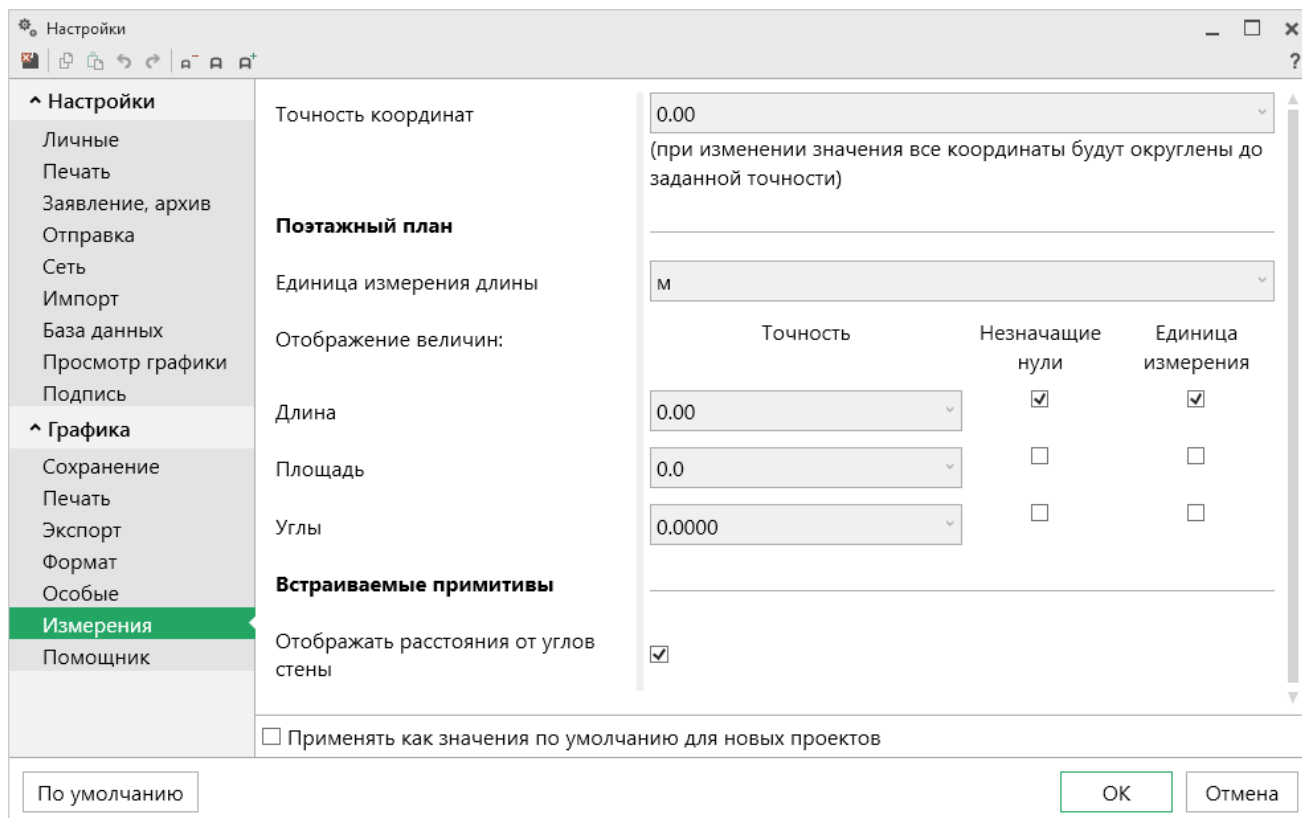 Настройки
?
Настройки
Личные
Печать
Заявление, архив
Отправка
Сеть
Импорт
База данных
Просмотр графики
Подпись
Графика
Сохранение
Печать
Экспорт
Формат
Особые
Измерения
Помощник
Точность координат
0.00
(при изменении значения все координаты будут округлены до
заданной точности)
Поэтажный план
Единица измерения длины
м
Отображение величин:
Точность
Незначащие
нули
Единица
измерения
Длина
0.00
Площадь
0.0
Углы
0.0000
Встраиваемые примитивы
Отображать расстояния от углов
стены
Применять как значения по умолчанию для новых проектов
По умолчанию
ОК
Отмена